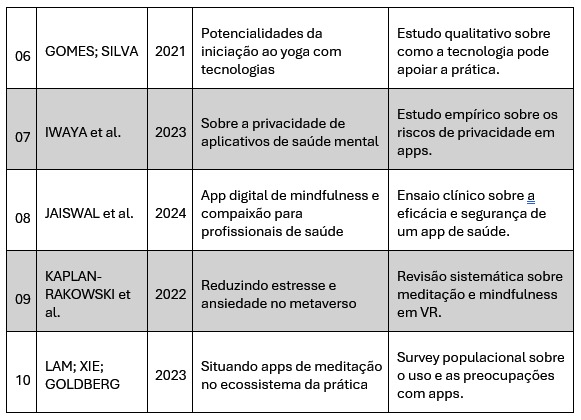 06 GOMES; SILVA 2021 Potencialidades da iniciação ao yoga com tecnologias Estudo qualitativo sobre como a tecnologia pode apoiar a prática.
07 IWAYA et al. 2023 Sobre a privacidade de aplicativos de saúde mental Estudo empírico sobre os riscos de privacidade em apps.
08 JAISWAL et al. 2024 App digital de mindfulness e compaixão para profissionais de saúde Ensaio clínico sobre a eficácia e segurança de um app de saúde.
09 KAPLAN-RAKOWSKI et al. 2022 Reduzindo estresse e ansiedade no metaverso Revisão sistemática sobre meditação e mindfulness em VR.
10 LAM; XIE; GOLDBERG 2023 Situando apps de meditação no ecossistema da prática Survey populacional sobre o uso e as preocupações com apps.